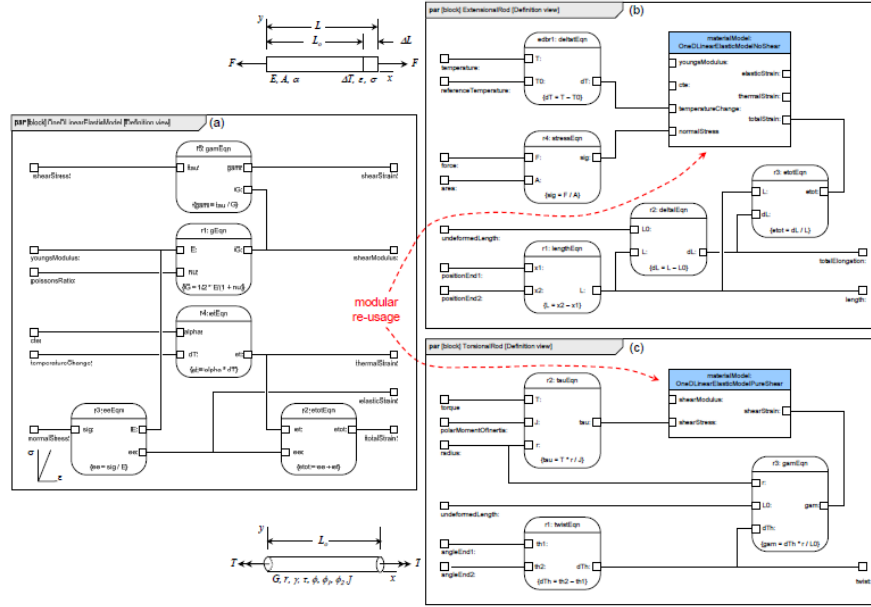 y
L
L₀
ΔL
F
F
E, A, α
ΔT, ε, σ
x
par [block] OneDLinearElasticModel [Definition view]
(a)
r5: gamEqn
tau:
gam:
G:
{gam = tau / G}
shearStress:
shearStrain:
r1: gEqn
E:
G:
nu:
{G = 1/2 * E/(1 + nu)}
youngsModulus:
poissonsRatio:
shearModulus:
r4: etEqn
alpha:
dT:
et:
{et = alpha * dT}
cte:
temperatureChange:
thermalStrain:
elasticStrain:
r3: eeEqn
sig:
E:
ee:
{ee = sig / E}
normalStress:
r2: etotEqn
et:
etot:
ee:
{etot = ee + et}
totalStrain:
σ
ε
y
L₀
T
T
x
G, r, γ, τ, ϕ, ϕ₁, ϕ₂, J
modular
re-usage
par [block] ExtensionalRod [Definition view]
(b)
edbr1: deltatEqn
T:
T0:
dT:
{dT = T – T0}
temperature:
referenceTemperature:
materialModel:
OneDLinearElasticModelNoShear
youngsModulus:
elasticStrain:
cte:
thermalStrain:
temperatureChange:
totalStrain:
normalStress
r4: stressEqn
F:
sig:
A:
{sig = F / A}
force:
area:
r3: etotEqn
L:
etot:
dL:
{etot = dL / L}
r2: deltalEqn
L0:
L:
dL:
{dL = L – L0}
undeformedLength:
r1: lengthEqn
x1:
x2:
L:
{L = x2 – x1}
positionEnd1:
positionEnd2:
totalElongation:
length:
par [block] TorsionalRod [Definition view]
(c)
r2: tauEqn
T:
J:
tau:
r:
{tau = T * r / J}
torque
polarMomentOfInertia:
radius:
materialModel:
OneDLinearElasticModelPureShear
shearModulus:
shearStrain:
shearStress:
r3: gamEqn
r:
L0:
gam:
dTh:
{gam = dTh * r / L0}
undeformedLength:
r1: twistEqn
th1:
th2:
dTh:
{dTh = th2 – th1}
angleEnd1:
angleEnd2:
twist: